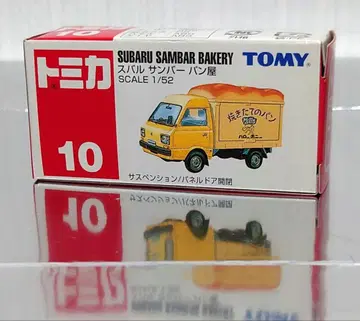 トミカ
10
SUBARU SAMBAR BAKERY
スバル サンバー パン屋
SCALE 1/52
TOMY
焼きたてのパン
サスペンション/パネルドア開閉